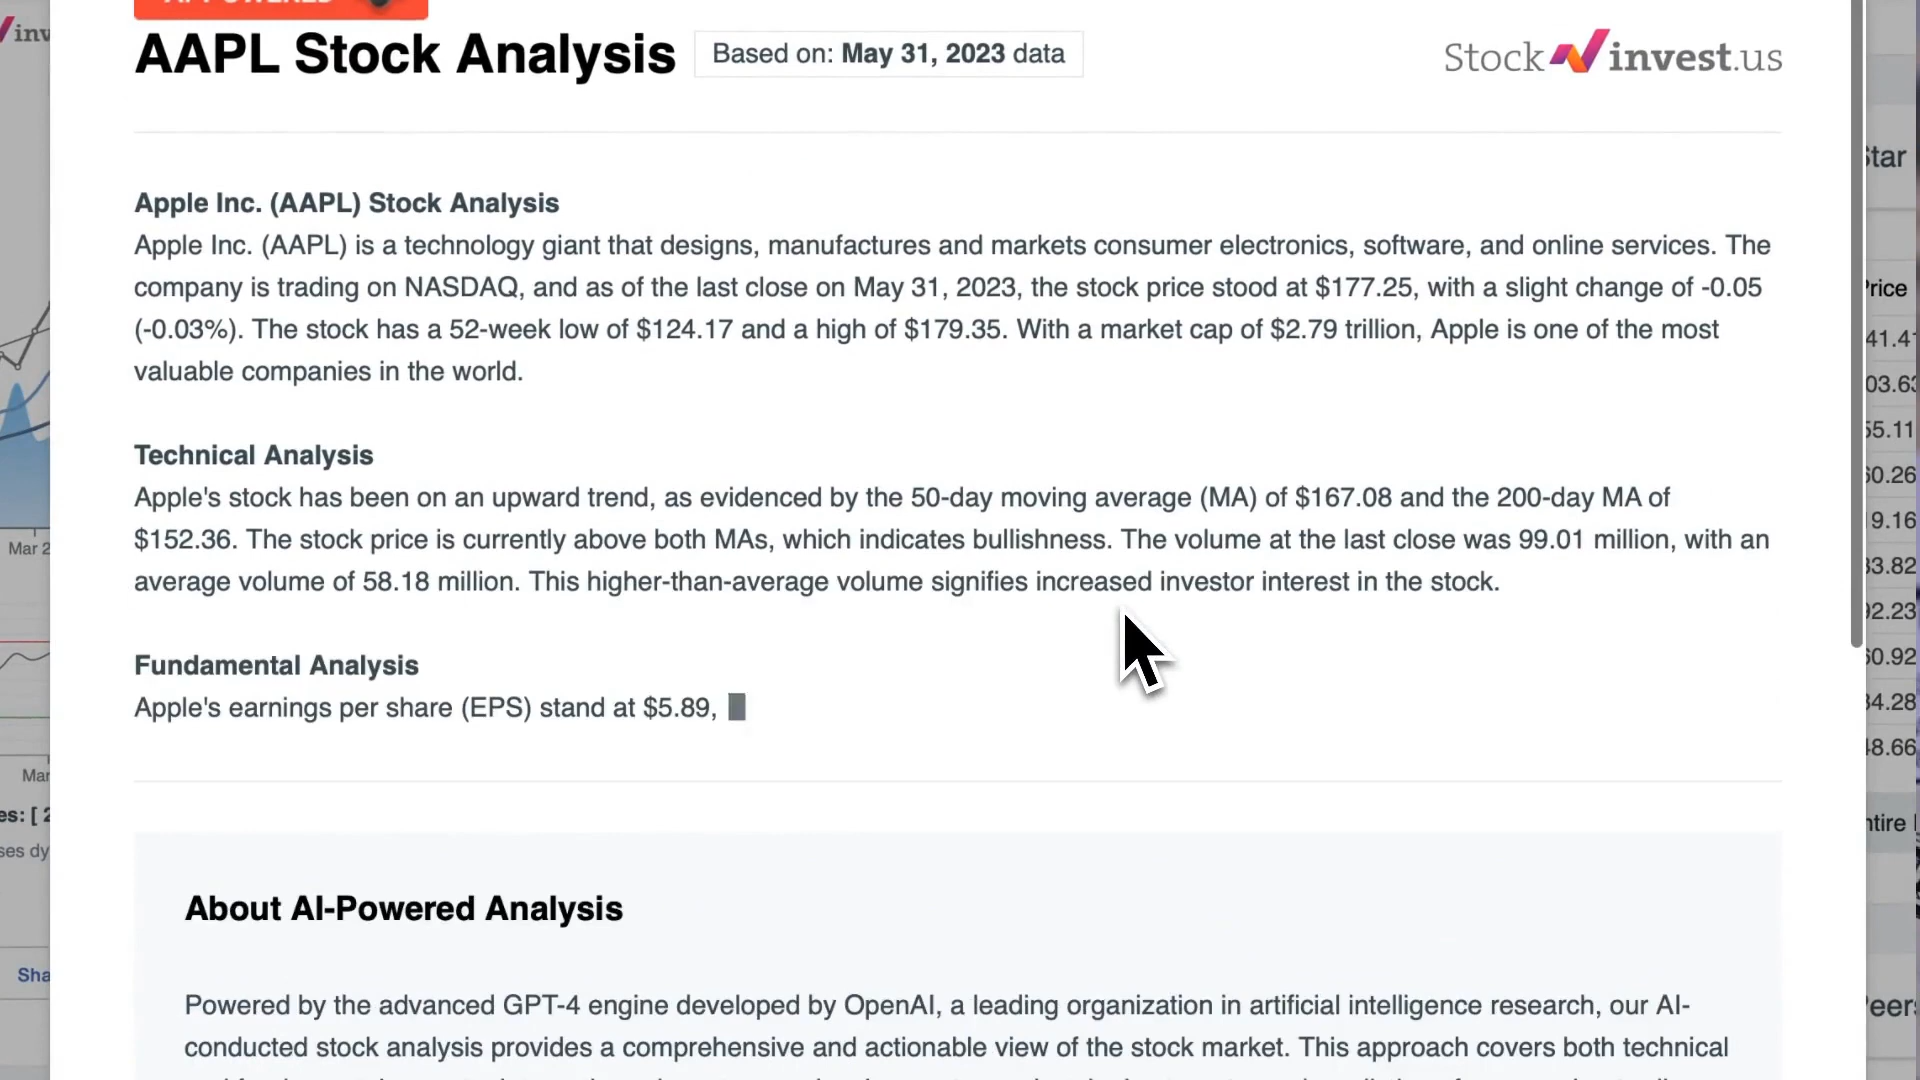 AAPL Stock Analysis
Based on: May 31, 2023 data
Stock invest.us
Apple Inc. (AAPL) Stock Analysis
Apple Inc. (AAPL) is a technology giant that designs, manufactures and markets consumer electronics, software, and online services. The
company is trading on NASDAQ, and as of the last close on May 31, 2023, the stock price stood at $177.25, with a slight change of -0.05
(-0.03%). The stock has a 52-week low of $124.17 and a high of $179.35. With a market cap of $2.79 trillion, Apple is one of the most
valuable companies in the world.
Technical Analysis
Apple's stock has been on an upward trend, as evidenced by the 50-day moving average (MA) of $167.08 and the 200-day MA of
$152.36. The stock price is currently above both MAs, which indicates bullishness. The volume at the last close was 99.01 million, with an
average volume of 58.18 million. This higher-than-average volume signifies increased investor interest in the stock.
Fundamental Analysis
Apple's earnings per share (EPS) stand at $5.89,
About AI-Powered Analysis
Powered by the advanced GPT-4 engine developed by OpenAI, a leading organization in artificial intelligence research, our AI-
conducted stock analysis provides a comprehensive and actionable view of the stock market. This approach covers both technical